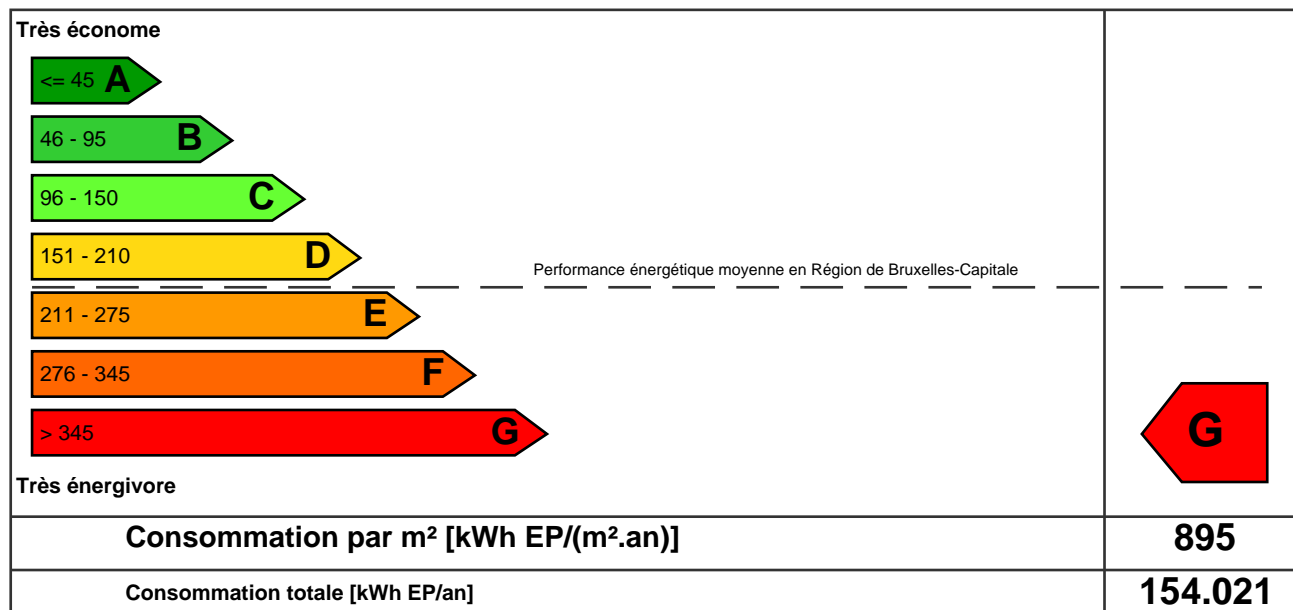 Très économe
<= 45 A
46 - 95 B
96 - 150 C
151 - 210 D
Performance énergétique moyenne en Région de Bruxelles-Capitale
211 - 275 E
276 - 345 F
> 345 G
G
Très énergivore
Consommation par m² [kWh EP/(m².an)] 895
Consommation totale [kWh EP/an] 154.021